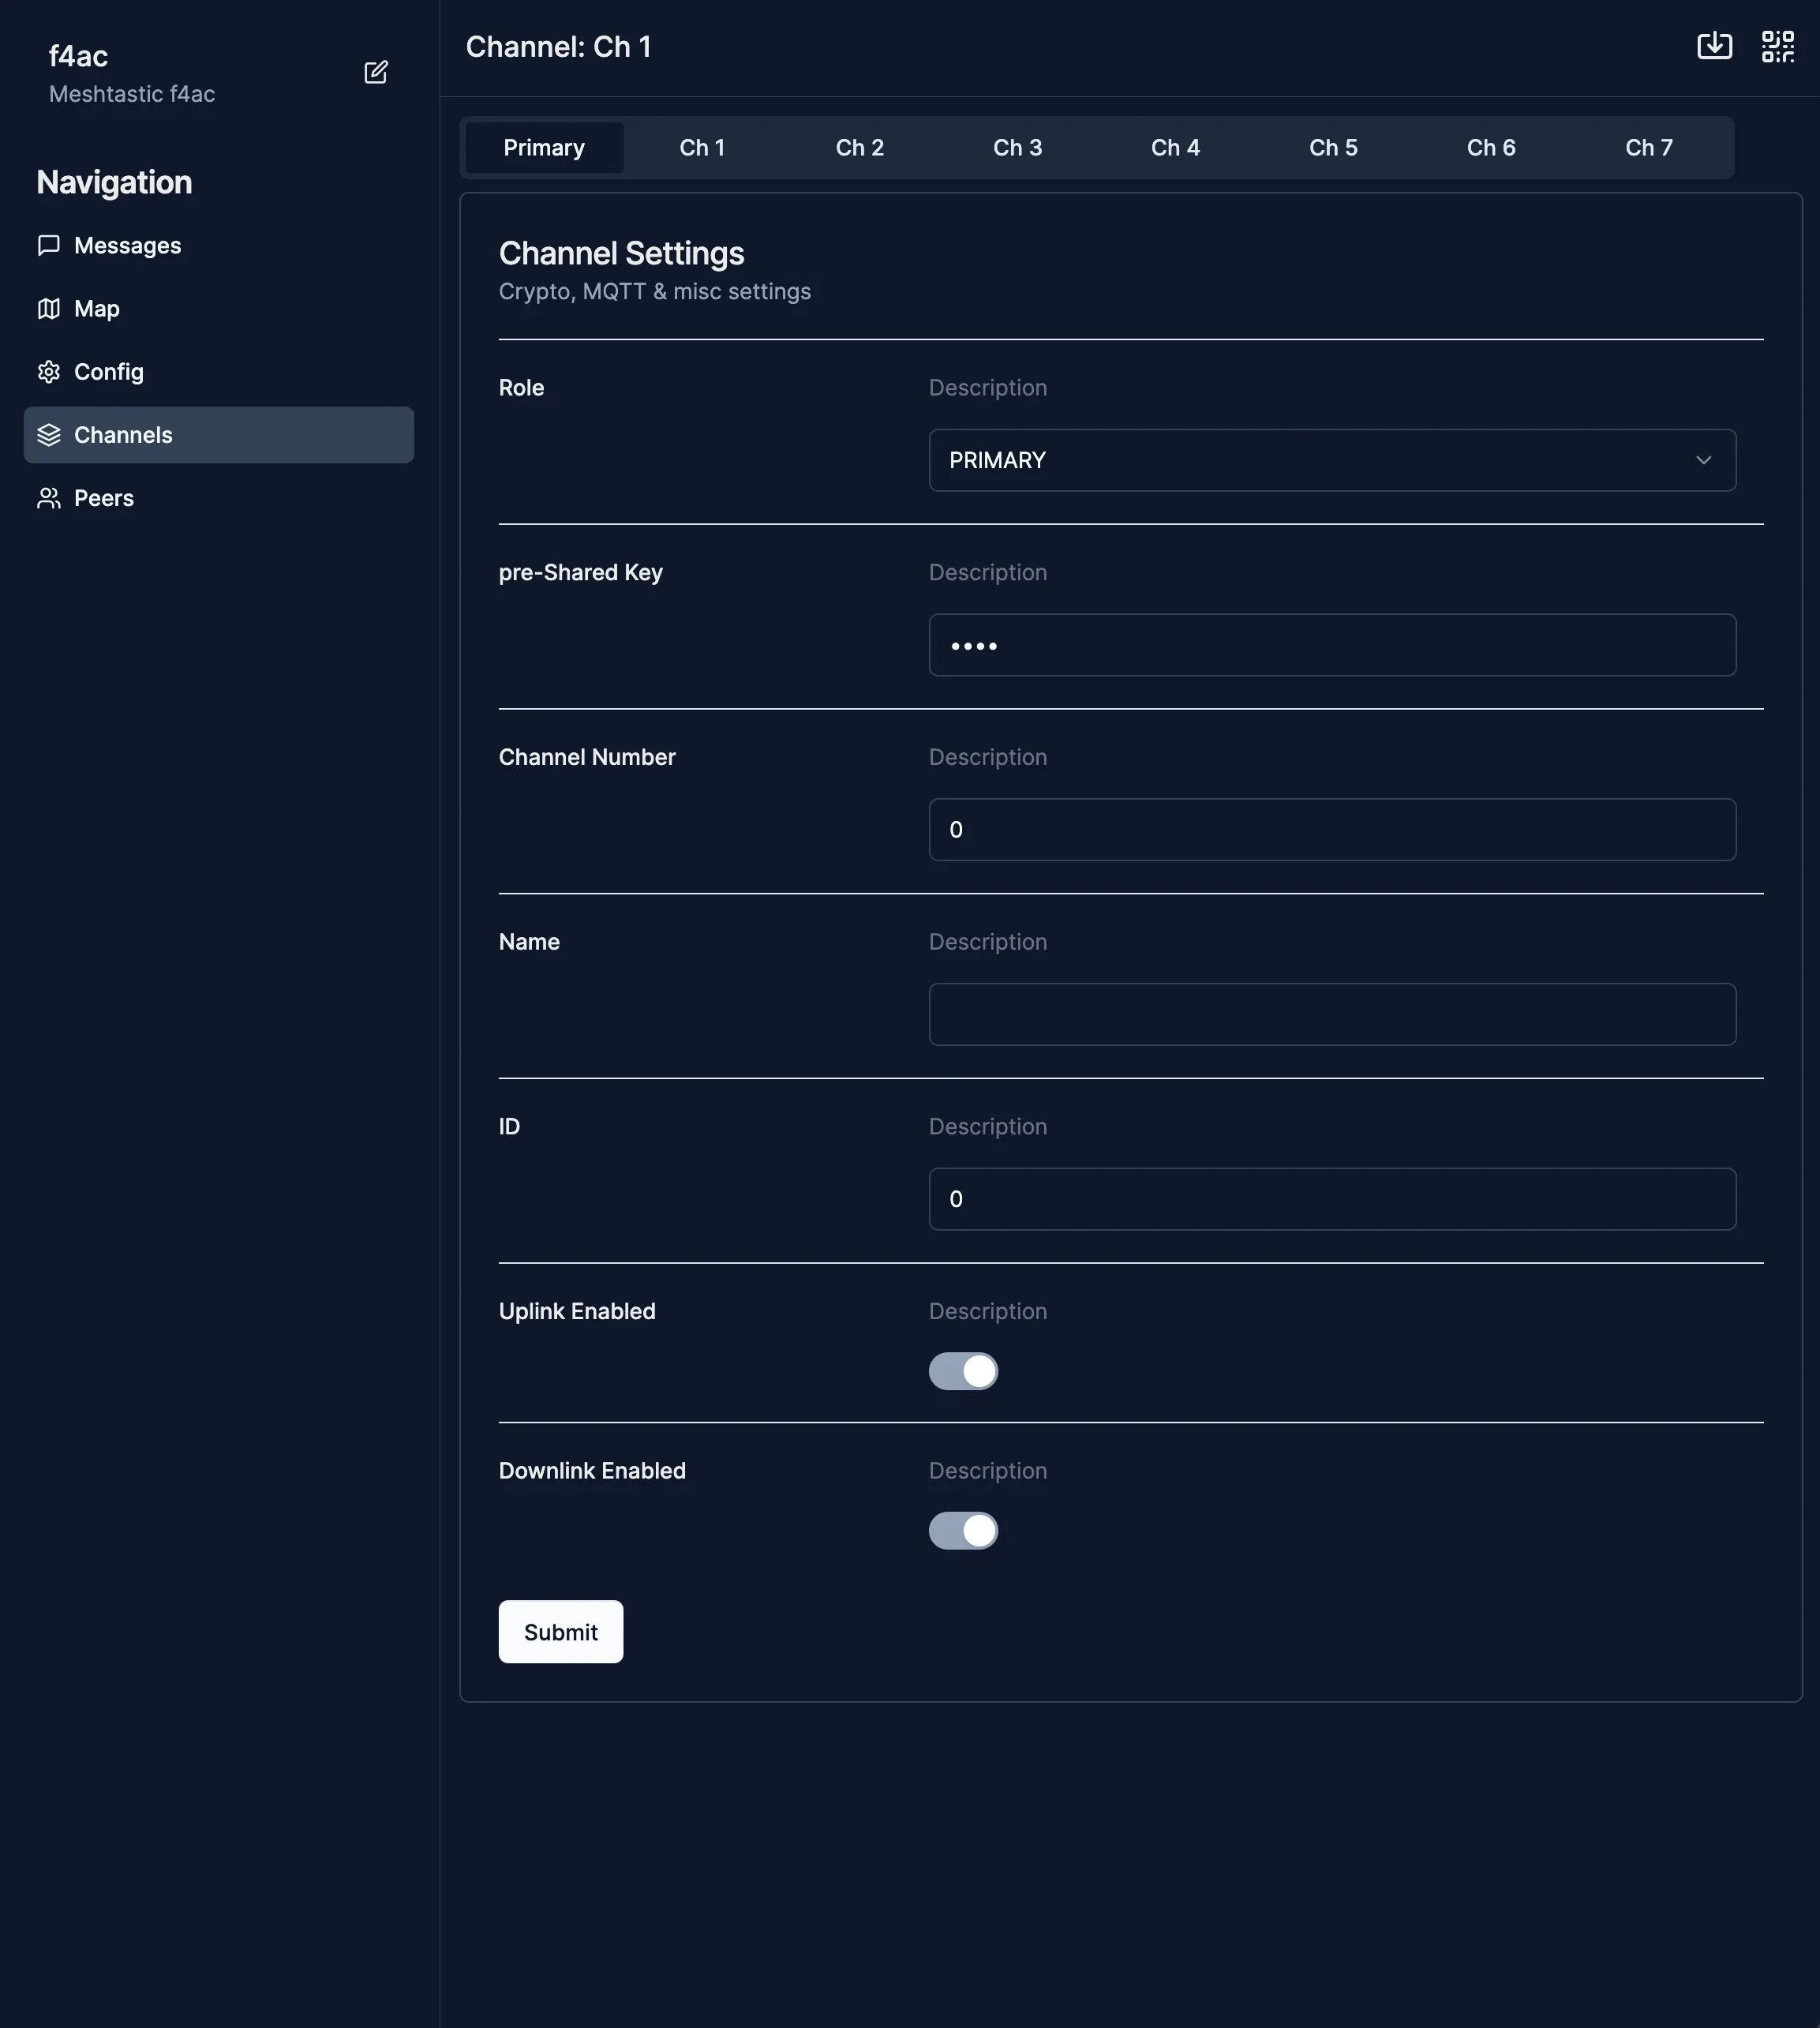 f4ac
Meshtastic f4ac
Navigation
Messages
Map
Config
Channels
Peers
Channel: Ch 1
Primary Ch 1 Ch 2 Ch 3 Ch 4 Ch 5 Ch 6 Ch 7
Channel Settings
Crypto, MQTT & misc settings
Role Description
PRIMARY
pre-Shared Key Description
••••
Channel Number Description
0
Name Description
ID Description
0
Uplink Enabled Description
Downlink Enabled Description
Submit